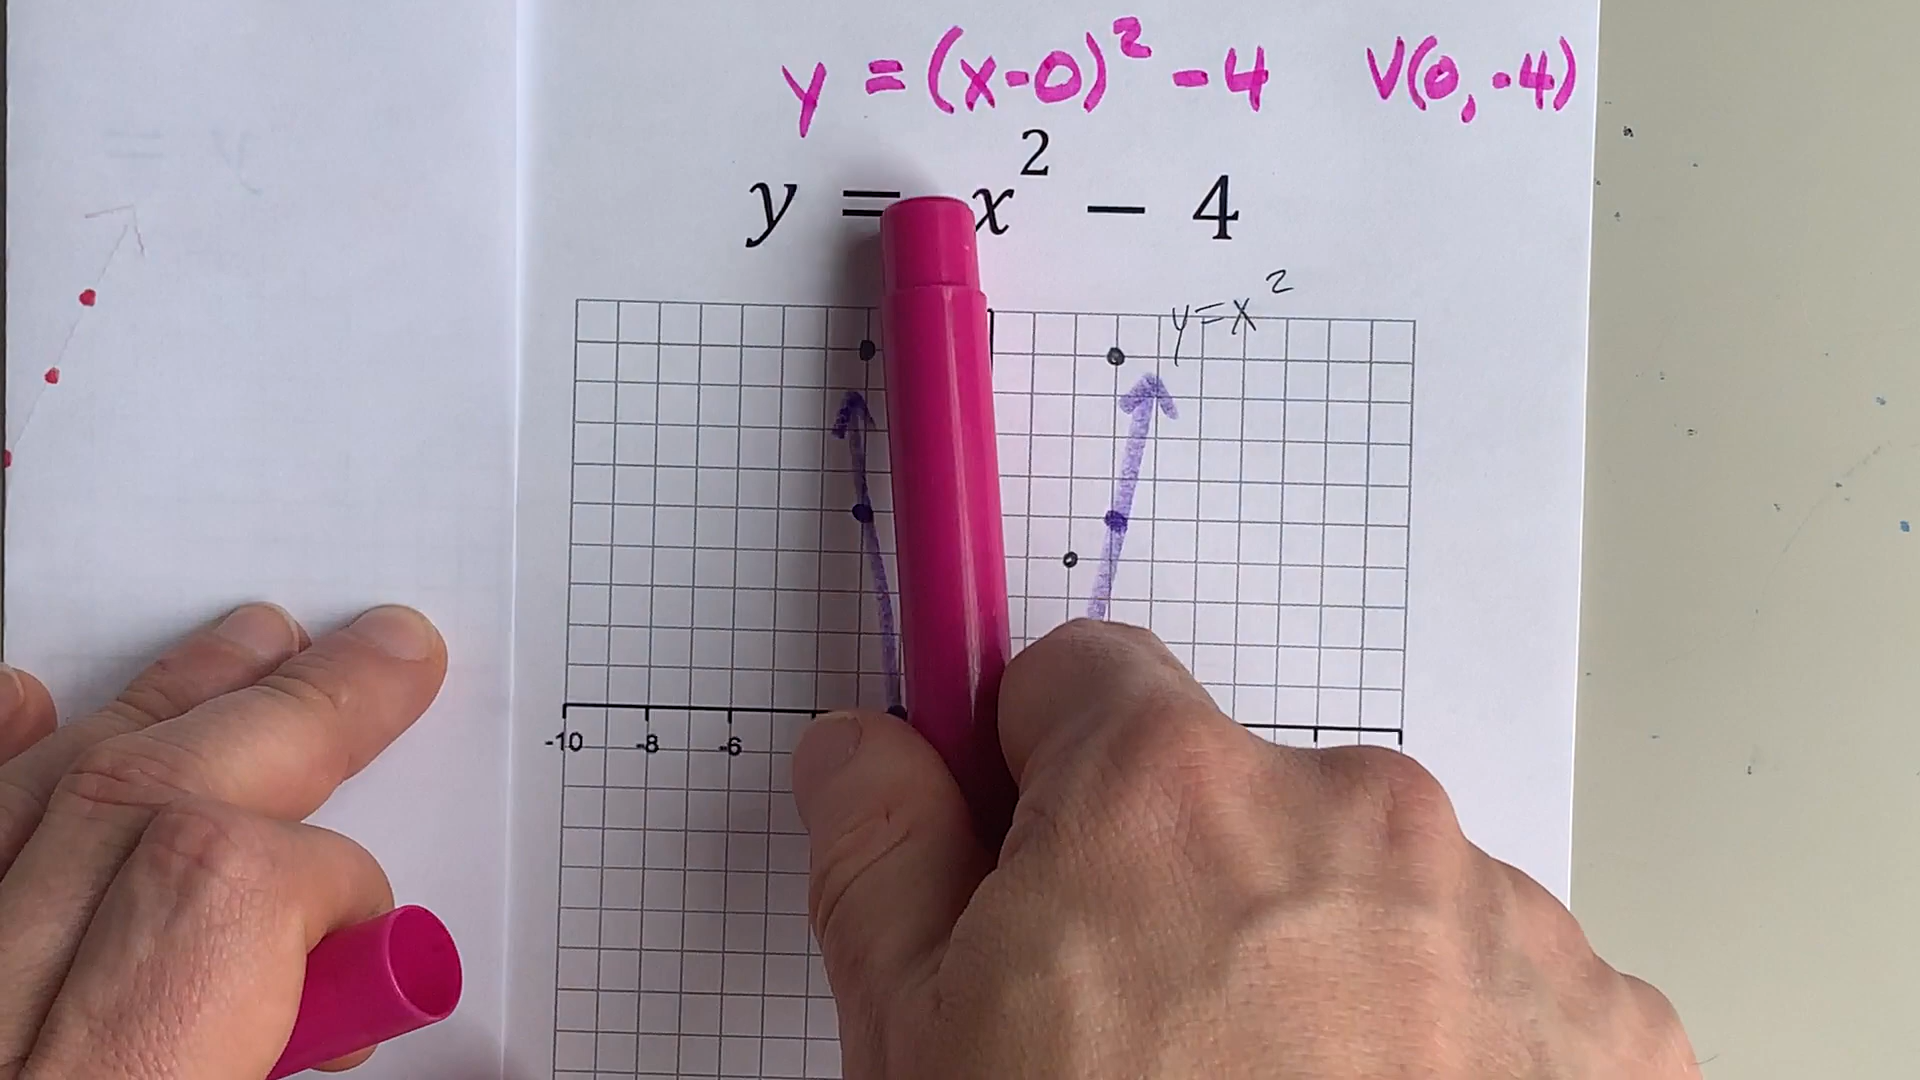 y = (x-0)² - 4 V(0, -4)
y = x² − 4
y=x²
-10 -8 -6